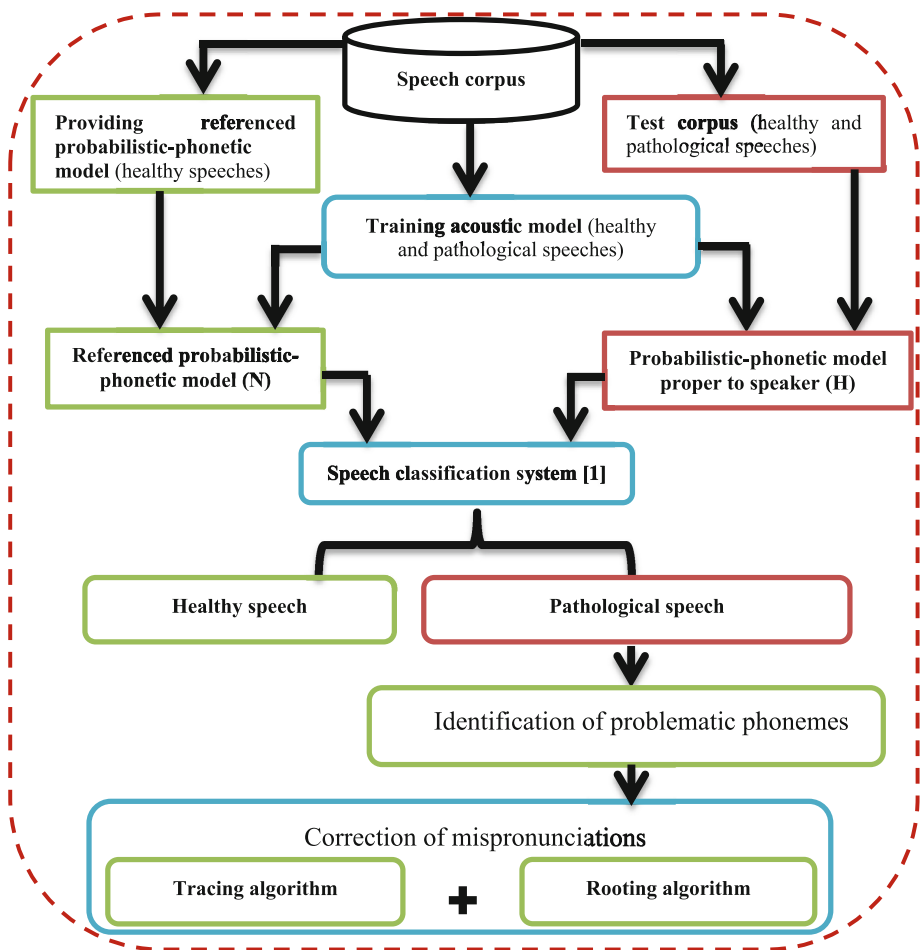 Speech corpus
Providing referenced
probabilistic-phonetic
model (healthy speeches)
Test corpus (healthy and
pathological speeches)
Training acoustic model (healthy
and pathological speeches)
Referenced probabilistic-
phonetic model (N)
Probabilistic-phonetic model
proper to speaker (H)
Speech classification system [1]
Healthy speech
Pathological speech
Identification of problematic phonemes
Correction of mispronunciations
Tracing algorithm
+
Rooting algorithm